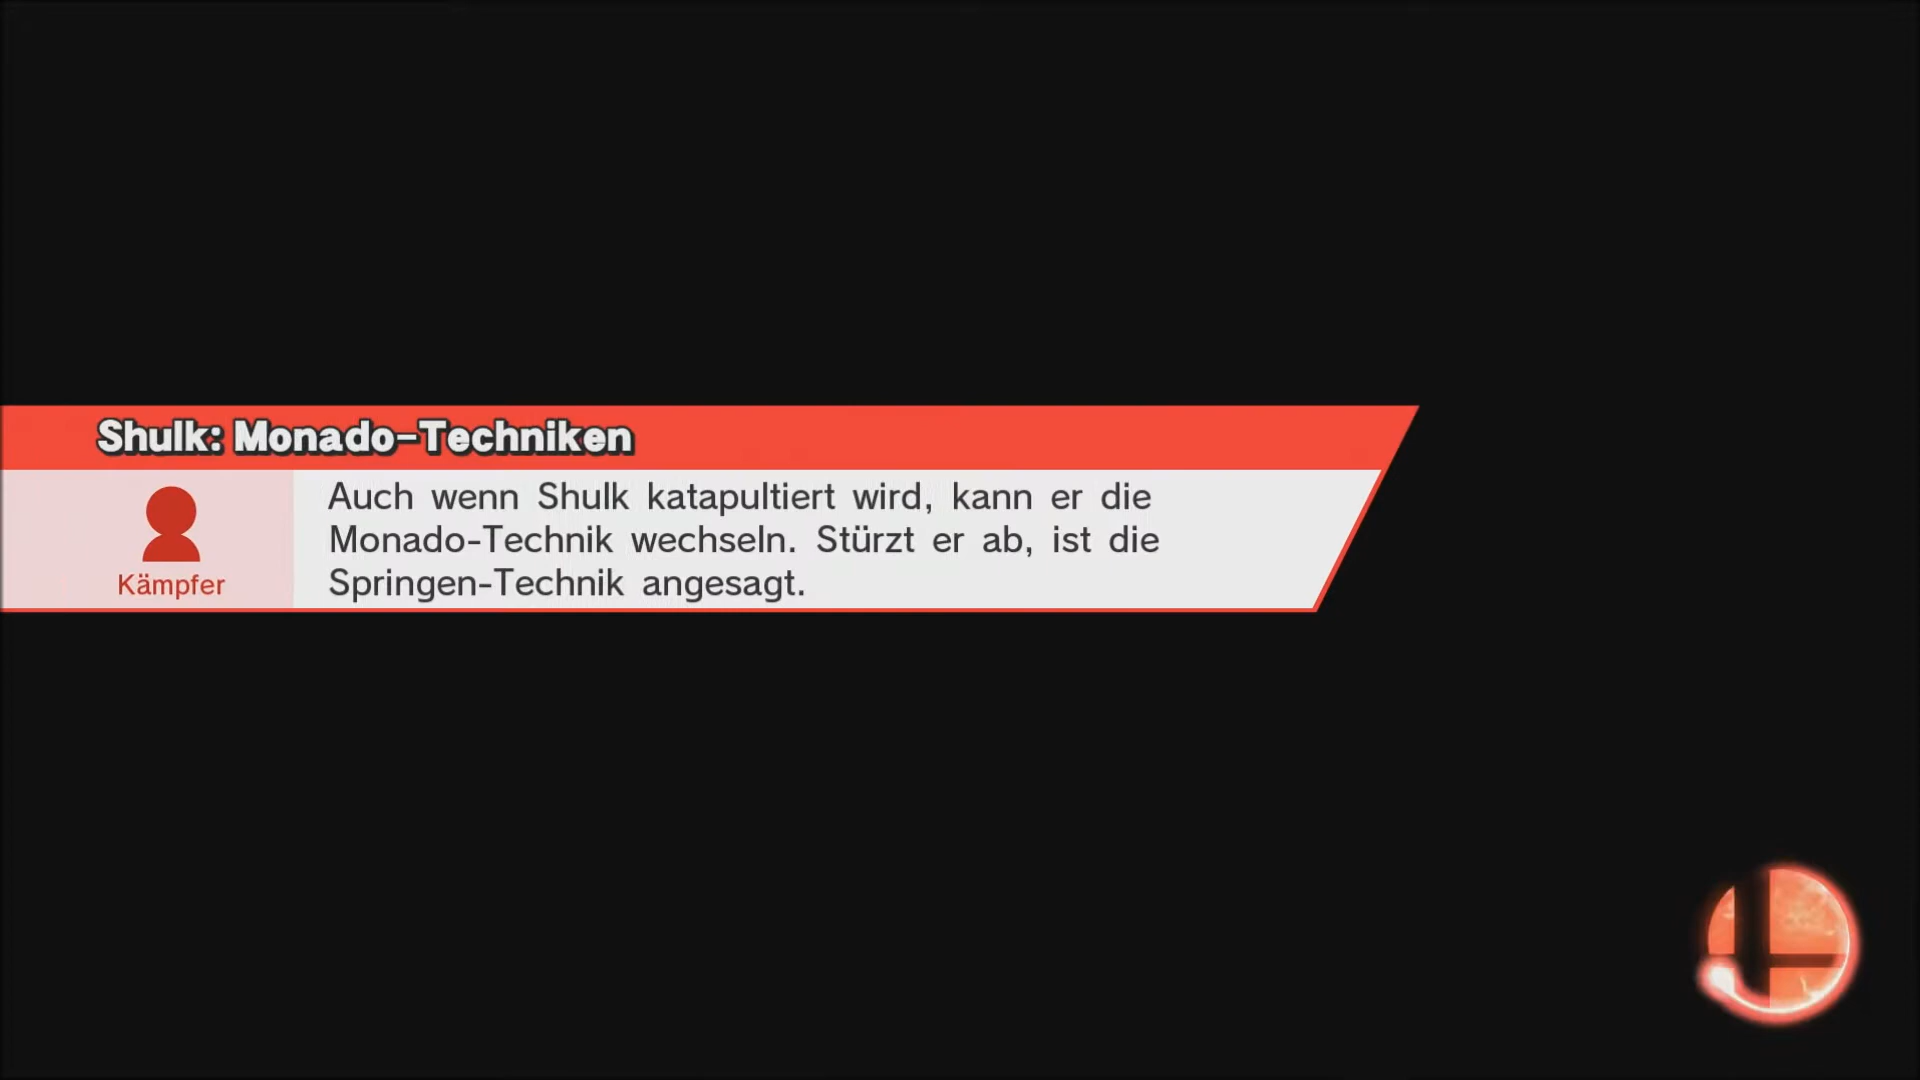 Shulk: Monado-Techniken
Kämpfer
Auch wenn Shulk katapultiert wird, kann er die
Monado-Technik wechseln. Stürzt er ab, ist die
Springen-Technik angesagt.